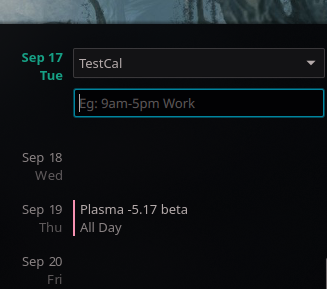 Sep 17
Tue
TestCal
Eg: 9am-5pm Work
Sep 18
Wed
Sep 19
Thu
Plasma -5.17 beta
All Day
Sep 20
Fri